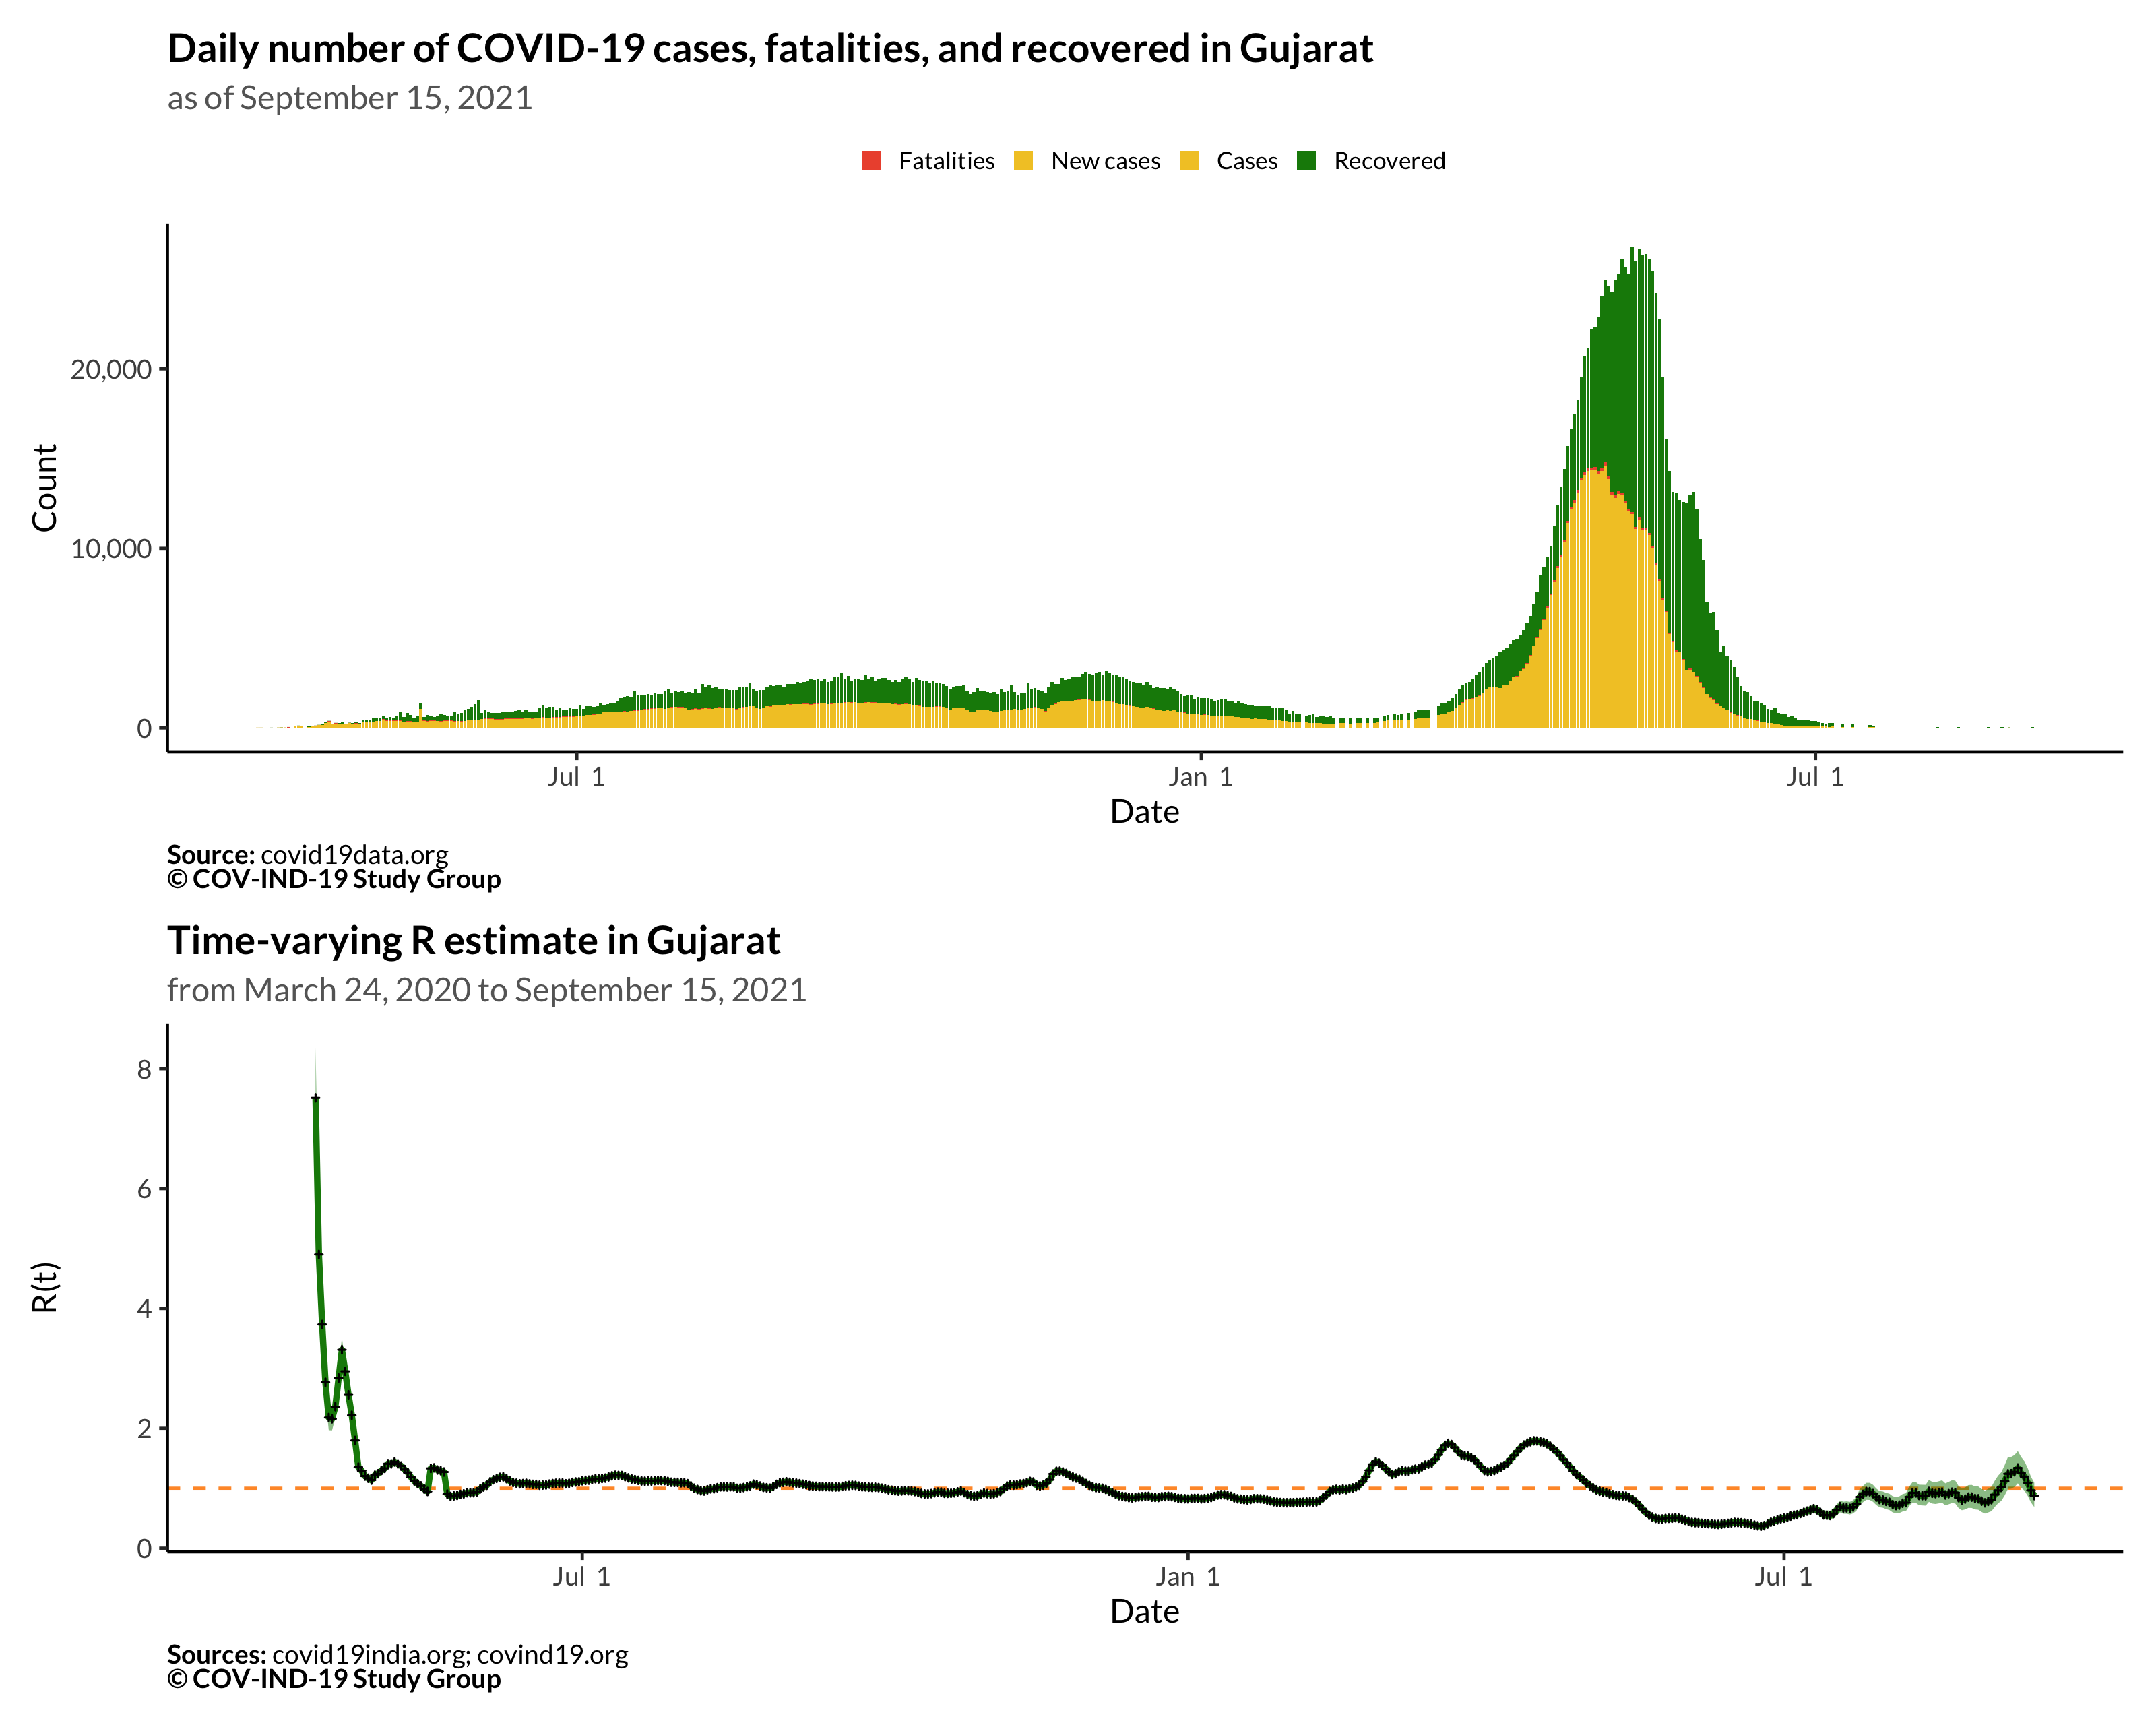 Daily number of COVID-19 cases, fatalities, and recovered in Gujarat
as of September 15, 2021
Fatalities New cases Cases Recovered
Count
20,000
10,000
0
Jul 1 Jan 1 Jul 1
Date
Source: covid19data.org
© COV-IND-19 Study Group
Time-varying R estimate in Gujarat
from March 24, 2020 to September 15, 2021
R(t)
8
6
4
2
0
Jul 1 Jan 1 Jul 1
Date
Sources: covid19india.org; covind19.org
© COV-IND-19 Study Group